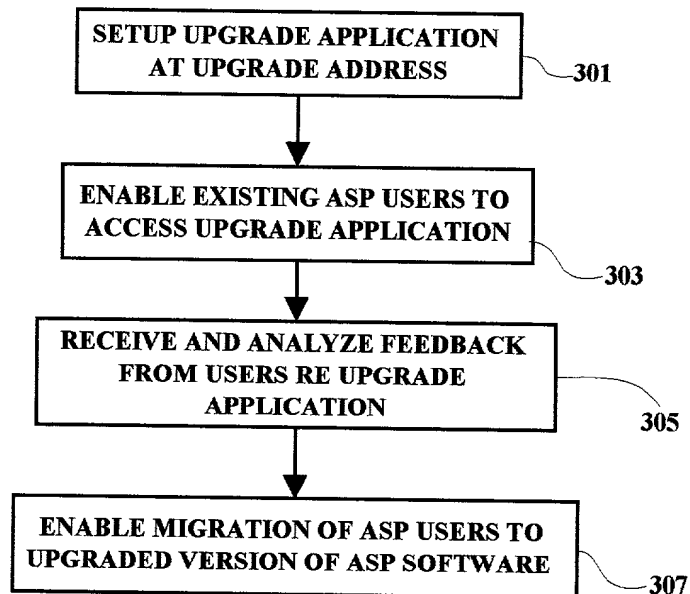 SETUP UPGRADE APPLICATION
AT UPGRADE ADDRESS
301
ENABLE EXISTING ASP USERS TO
ACCESS UPGRADE APPLICATION
303
RECEIVE AND ANALYZE FEEDBACK
FROM USERS RE UPGRADE
APPLICATION
305
ENABLE MIGRATION OF ASP USERS TO
UPGRADED VERSION OF ASP SOFTWARE
307